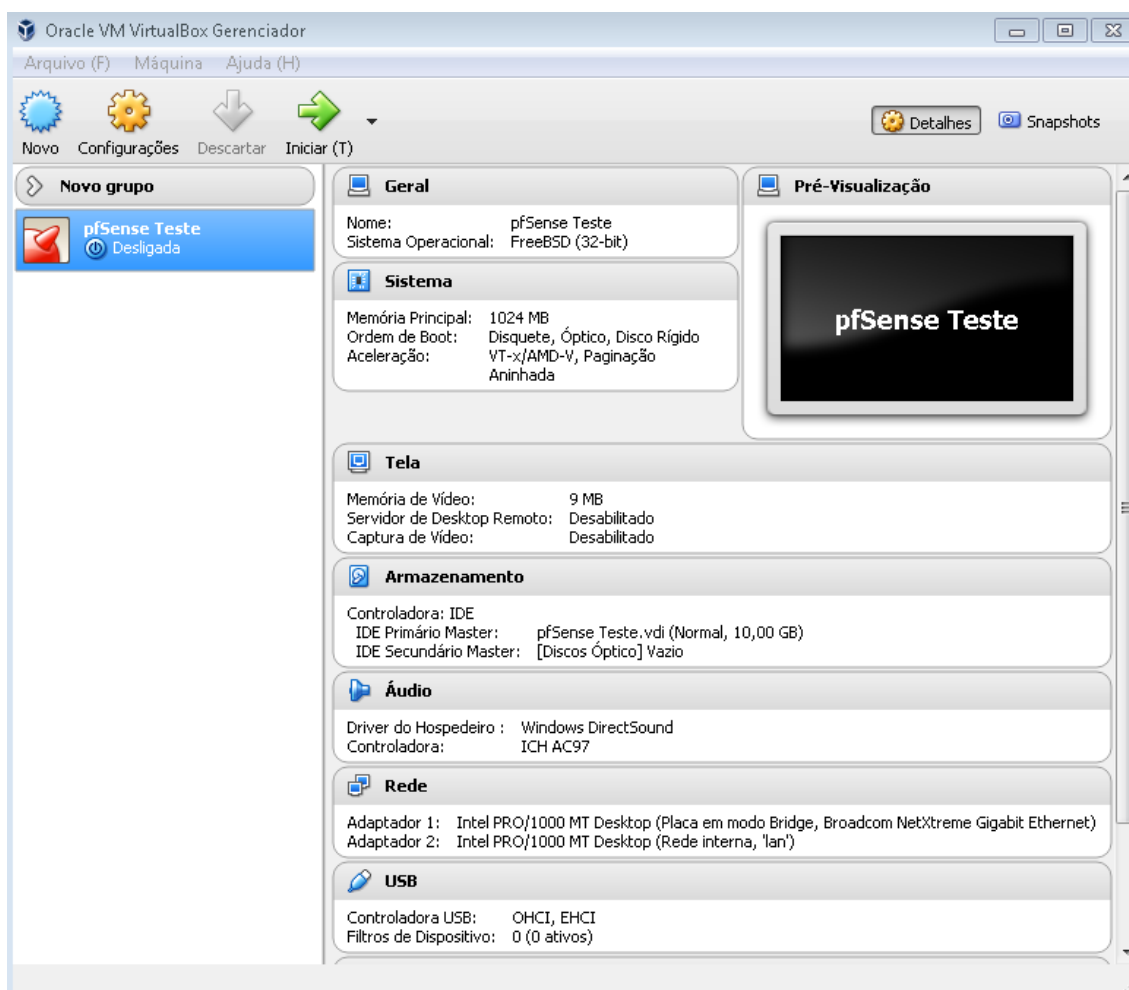 Oracle VM VirtualBox Gerenciador
Arquivo (F) Máquina Ajuda (H)
Novo Configurações Descartar Iniciar (T)
Detalhes Snapshots
Novo grupo
pfSense Teste
Desligada
Geral
Nome: pfSense Teste
Sistema Operacional: FreeBSD (32-bit)
Pré-Visualização
pfSense Teste
Sistema
Memória Principal: 1024 MB
Ordem de Boot: Disquete, Óptico, Disco Rígido
Aceleração: VT-x/AMD-V, Paginação
Aninhada
Tela
Memória de Vídeo: 9 MB
Servidor de Desktop Remoto: Desabilitado
Captura de Vídeo: Desabilitado
Armazenamento
Controladora: IDE
IDE Primário Master: pfSense Teste.vdi (Normal, 10,00 GB)
IDE Secundário Master: [Discos Óptico] Vazio
Áudio
Driver do Hospedeiro : Windows DirectSound
Controladora: ICH AC97
Rede
Adaptador 1: Intel PRO/1000 MT Desktop (Placa em modo Bridge, Broadcom NetXtreme Gigabit Ethernet)
Adaptador 2: Intel PRO/1000 MT Desktop (Rede interna, 'lan')
USB
Controladora USB: OHCI, EHCI
Filtros de Dispositivo: 0 (0 ativos)